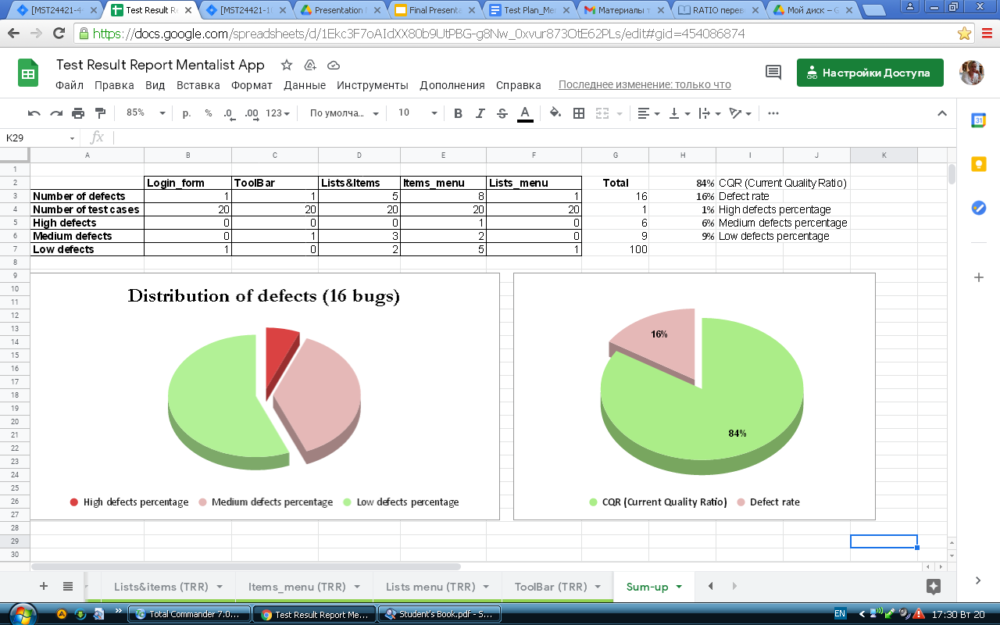 [MST24421-4
Test Result Re
[MST24421-1
Presentation
Final Presenta
Test Plan_Me
Материалы т
RATIO перев
Мой диск – G
https://docs.google.com/spreadsheets/d/1Ekc3F7oAIdXX80b9UtPBG-g8Nw_0xvur873OtE62PLs/edit#gid=454086874
Test Result Report Mentalist App
Файл Правка Вид Вставка Формат Данные Инструменты Дополнения Справка Последнее изменение: только что
Настройки Доступа
85% р. % .0 .00 123 По умолча... 10 B I S A
K29 fx
A B C D E F G H I J K
1
2 Login_form ToolBar Lists&Items Items_menu Lists_menu Total 84% CQR (Current Quality Ratio)
3 Number of defects 1 1 5 8 1 16 16% Defect rate
4 Number of test cases 20 20 20 20 20 1 1% High defects percentage
5 High defects 0 0 0 1 0 6 6% Medium defects percentage
6 Medium defects 0 1 3 2 0 9 9% Low defects percentage
7 Low defects 1 0 2 5 1 100
8
9
10
11
12
13
14
15
16
17
18
19
20
21
22
23
24
25
26
27
28
29
30
Distribution of defects (16 bugs)
High defects percentage Medium defects percentage Low defects percentage
16%
84%
CQR (Current Quality Ratio) Defect rate
31
Lists&items (TRR) Items_menu (TRR) Lists menu (TRR) ToolBar (TRR) Sum-up
Total Commander 7.0... Test Result Report Me... Student's Book.pdf - S... EN 17:30 Вт 20